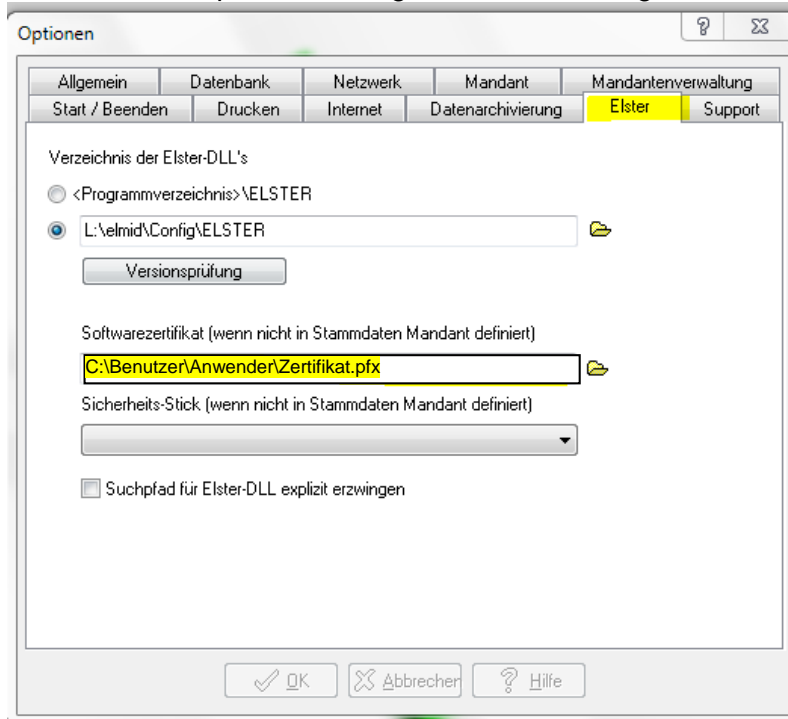 Optionen
Allgemein Datenbank Netzwerk Mandant Mandantenverwaltung
Start / Beenden Drucken Internet Datenarchivierung Elster Support
Verzeichnis der Elster-DLL's
<Programmverzeichnis>\ELSTER
L:\elmid\Config\ELSTER
Versionsprüfung
Softwarezertifikat (wenn nicht in Stammdaten Mandant definiert)
C:\Benutzer\Anwender\Zertifikat.pfx
Sicherheits-Stick (wenn nicht in Stammdaten Mandant definiert)
Suchpfad für Elster-DLL explizit erzwingen
OK Abbrechen Hilfe